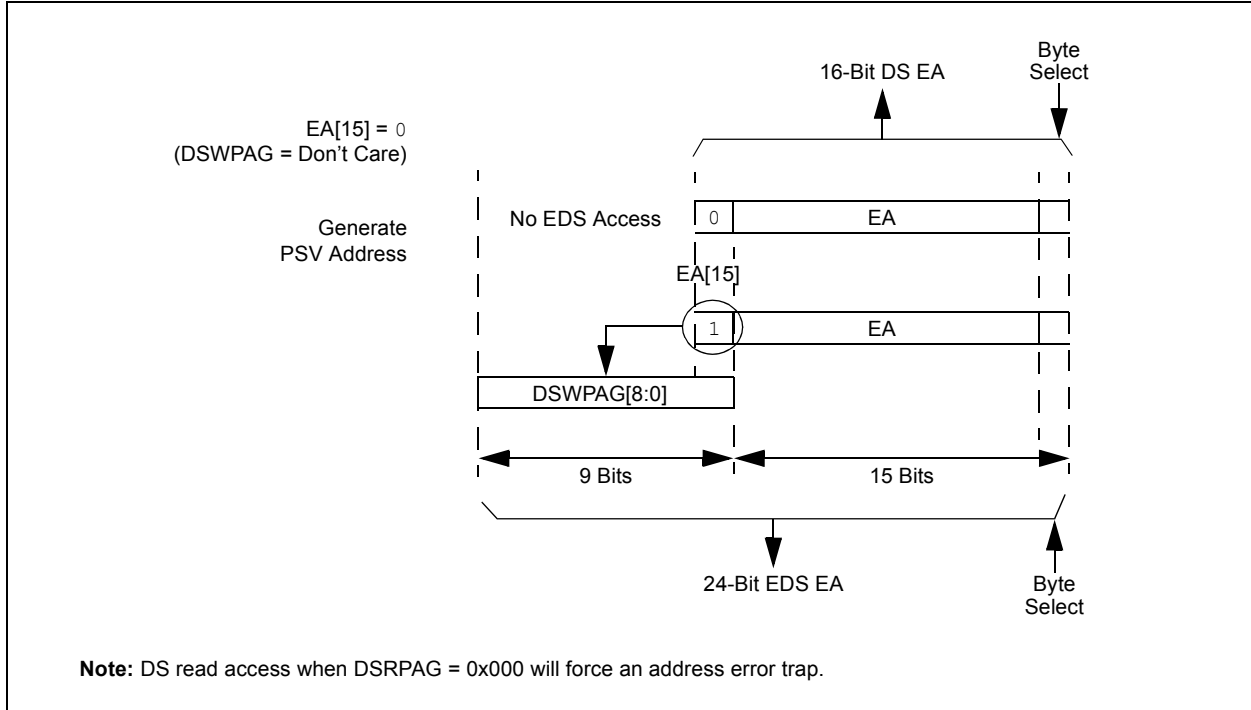 Byte
Select
16-Bit DS EA
EA[15] = 0
(DSWPAG = Don't Care)
Generate
PSV Address
No EDS Access
0
EA
EA[15]
1
EA
DSWPAG[8:0]
9 Bits
15 Bits
24-Bit EDS EA
Byte
Select
Note: DS read access when DSRPAG = 0x000 will force an address error trap.